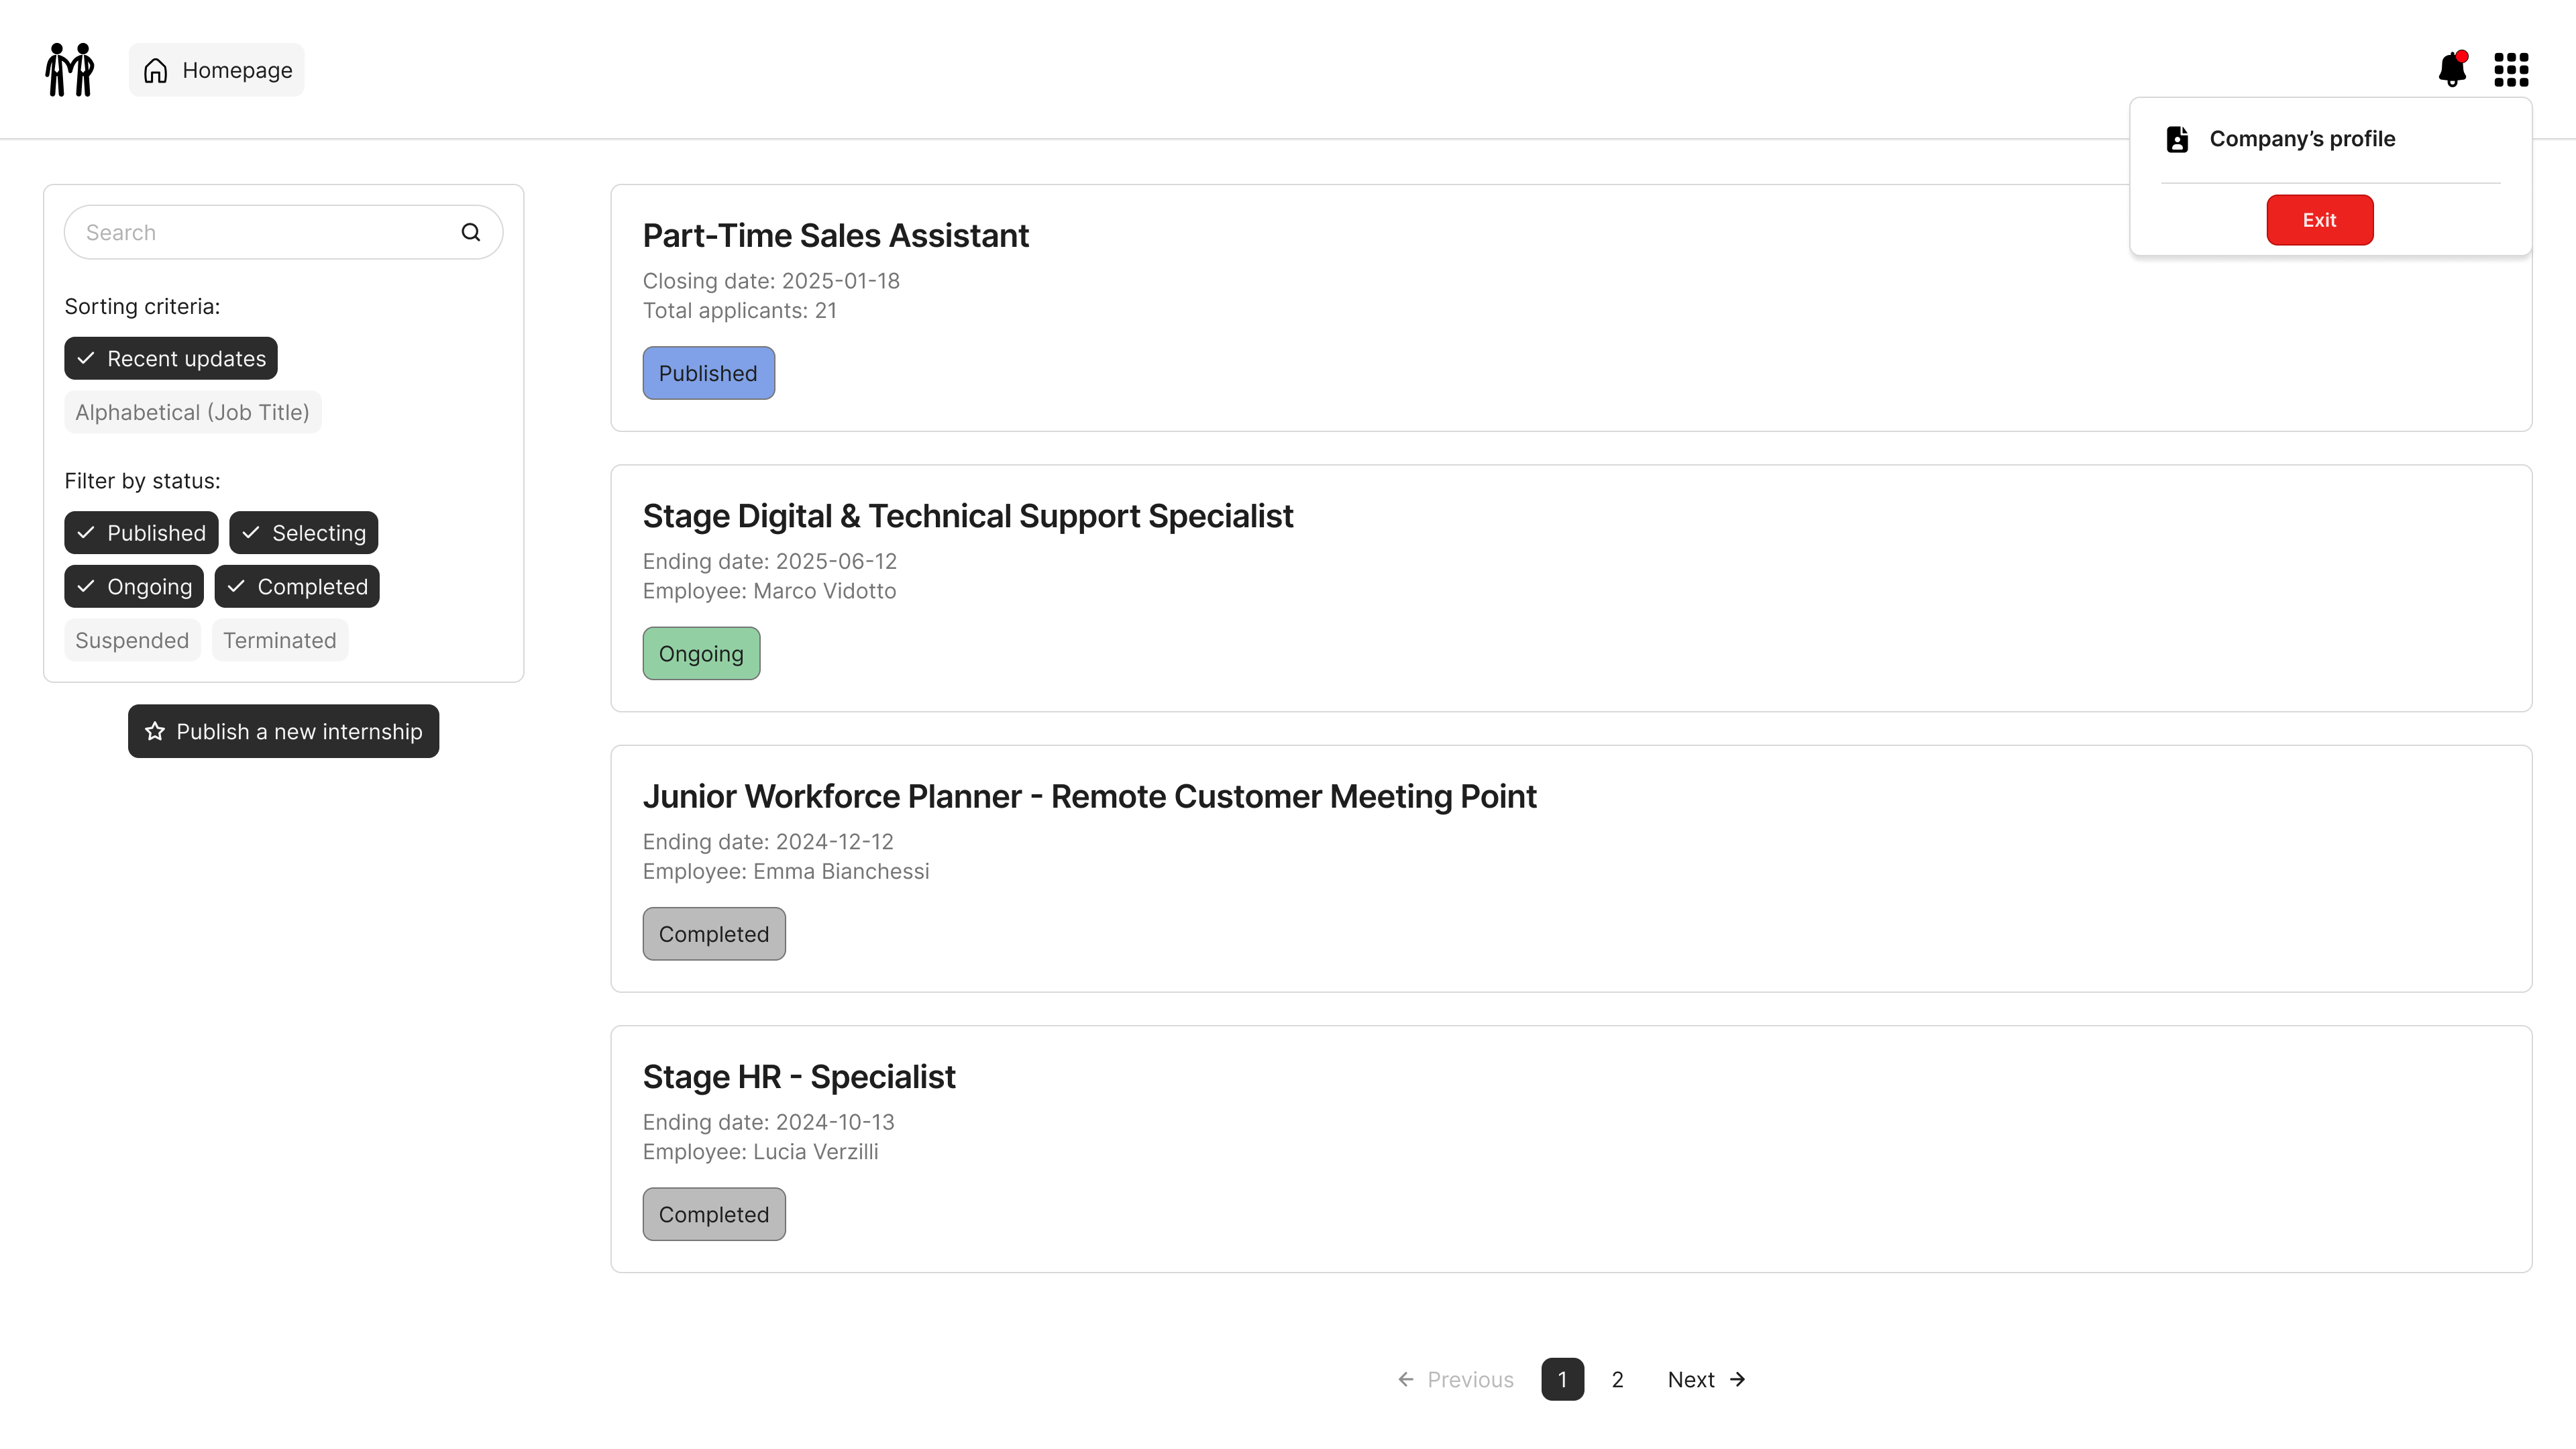 Homepage
Company’s profile
Exit
Search
Sorting criteria:
Recent updates
Alphabetical (Job Title)
Filter by status:
Published Selecting
Ongoing Completed
Suspended Terminated
Publish a new internship
Part-Time Sales Assistant
Closing date: 2025-01-18
Total applicants: 21
Published
Stage Digital & Technical Support Specialist
Ending date: 2025-06-12
Employee: Marco Vidotto
Ongoing
Junior Workforce Planner - Remote Customer Meeting Point
Ending date: 2024-12-12
Employee: Emma Bianchessi
Completed
Stage HR - Specialist
Ending date: 2024-10-13
Employee: Lucia Verzilli
Completed
Previous 1 2 Next